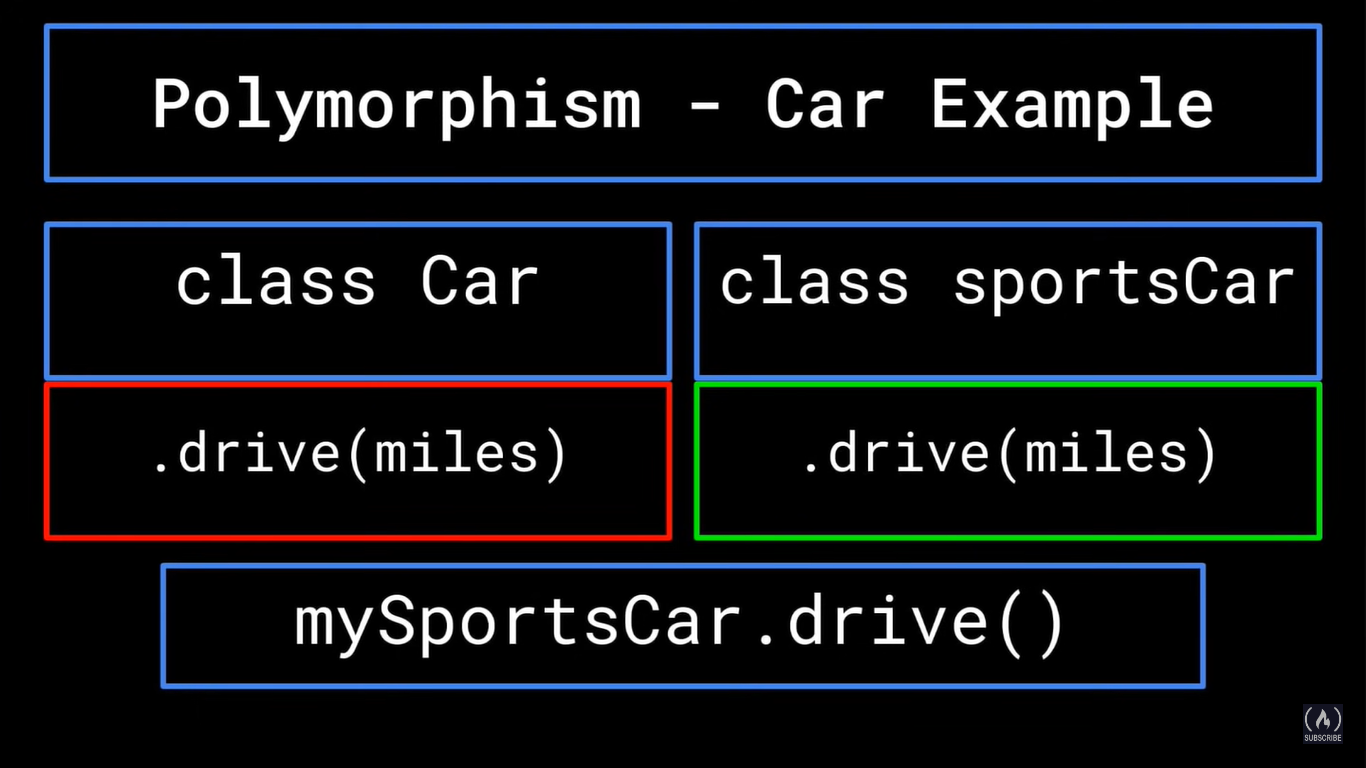 Polymorphism - Car Example
class Car
class sportsCar
.drive(miles)
.drive(miles)
mySportsCar.drive()
SUBSCRIBE